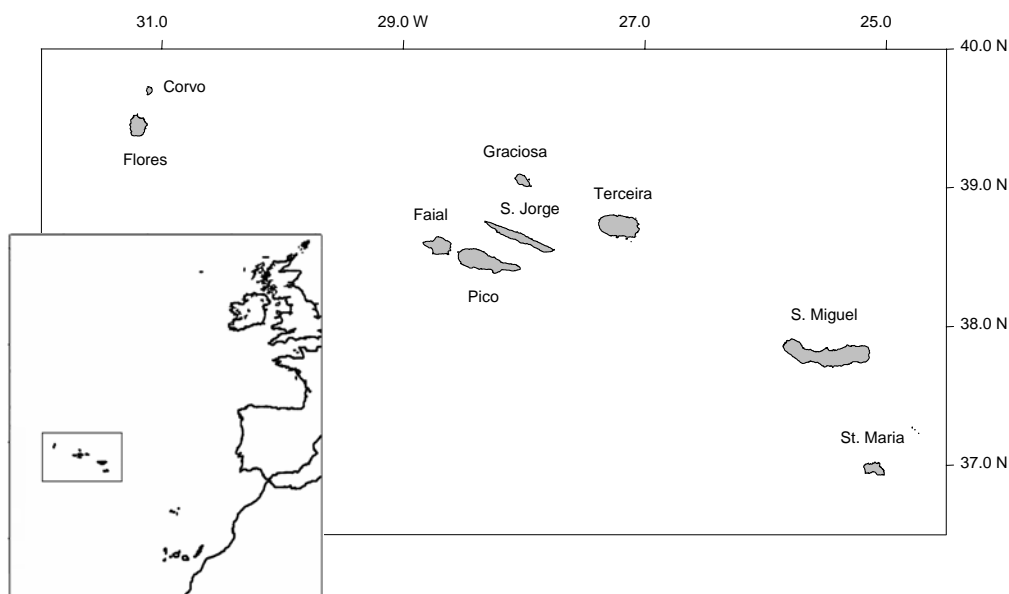 31.0
29.0 W
27.0
25.0
40.0 N
Corvo
Flores
Graciosa
39.0 N
Terceira
S. Jorge
Faial
Pico
S. Miguel
38.0 N
St. Maria
37.0 N